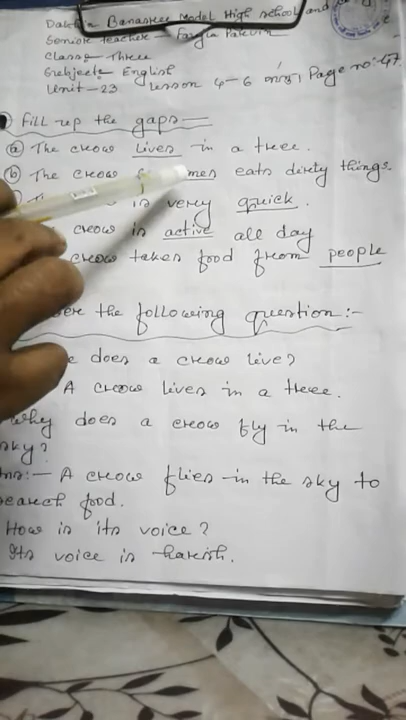 Banasree Model High school and
Senior teacher - Parvin
Class: Three
Subject: English
Unit-23 Lesson 4-6 বাংলা Page no: 47
fill up the gaps—
(a) The crow lives in a tree.
(b) The crow eats dirty things.
is very quick.
crow is active all day
crow takes food from people
the following question:-
does a crow live?
A crow lives in a tree.
Why does a crow fly in the
sky?
Ans:— A crow flies in the sky to
search food.
How is its voice?
Its voice is harsh.